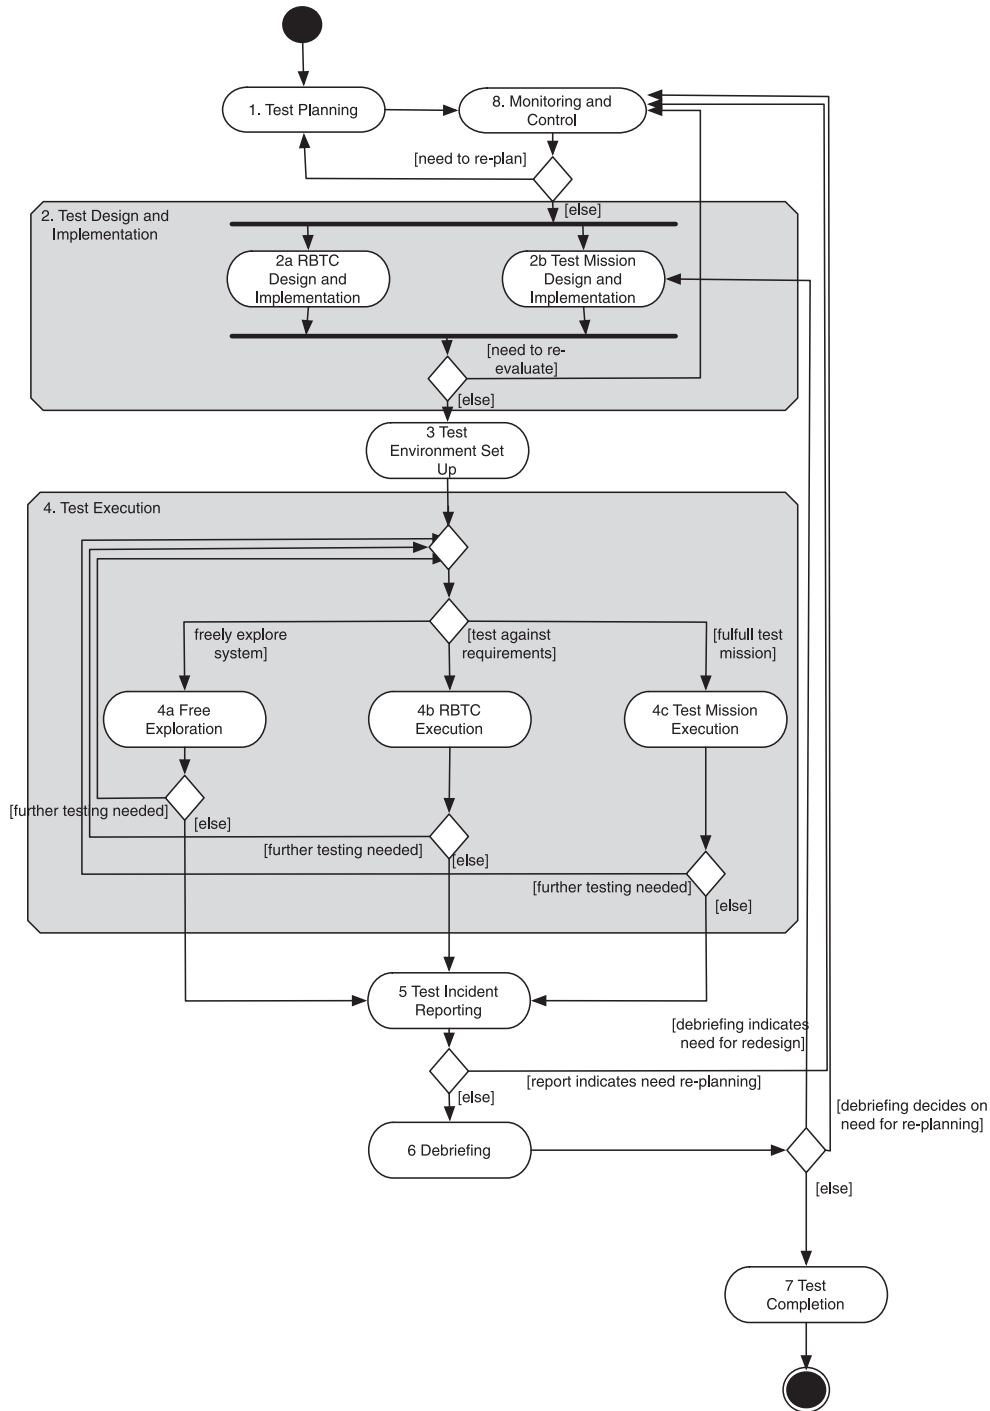 1. Test Planning
8. Monitoring and
Control
[need to re-plan]
[else]
2. Test Design and
Implementation
2a RBTC
Design and
Implementation
2b Test Mission
Design and
Implementation
[need to re-
evaluate]
[else]
3 Test
Environment Set
Up
4. Test Execution
freely explore
system]
[test against
requirements]
[fulfull test
mission]
4a Free
Exploration
4b RBTC
Execution
4c Test Mission
Execution
[further testing needed]
[else]
[further testing needed]
[else]
[further testing needed]
[else]
5 Test Incident
Reporting
[debriefing indicates
need for redesign]
[report indicates need re-planning]
[else]
[debriefing decides on
need for re-planning]
6 Debriefing
[else]
7 Test
Completion